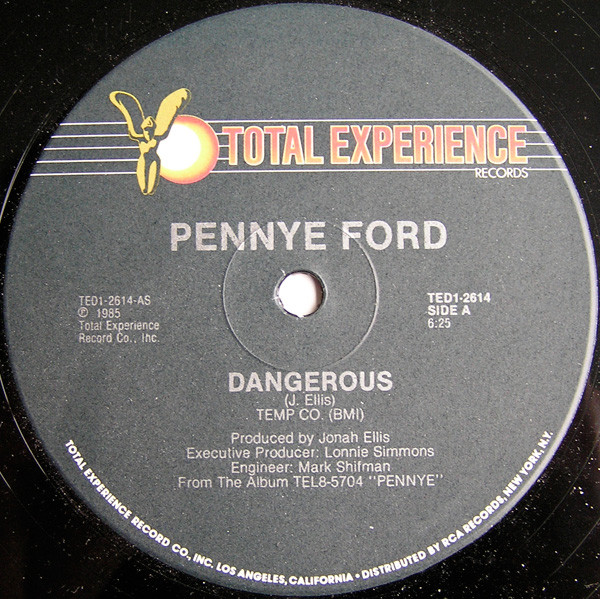 TOTAL EXPERIENCE
RECORDS
PENNYE FORD
TED1-2614-AS
℗ 1985
Total Experience
Record Co., Inc.
TED1-2614
SIDE A
6:25
DANGEROUS
(J. Ellis)
TEMP CO. (BMI)
Produced by Jonah Ellis
Executive Producer: Lonnie Simmons
Engineer: Mark Shifman
From The Album TEL8-5704 "PENNYE"
TOTAL EXPERIENCE RECORD CO., INC. LOS ANGELES, CALIFORNIA • DISTRIBUTED BY RCA RECORDS, NEW YORK, N.Y.